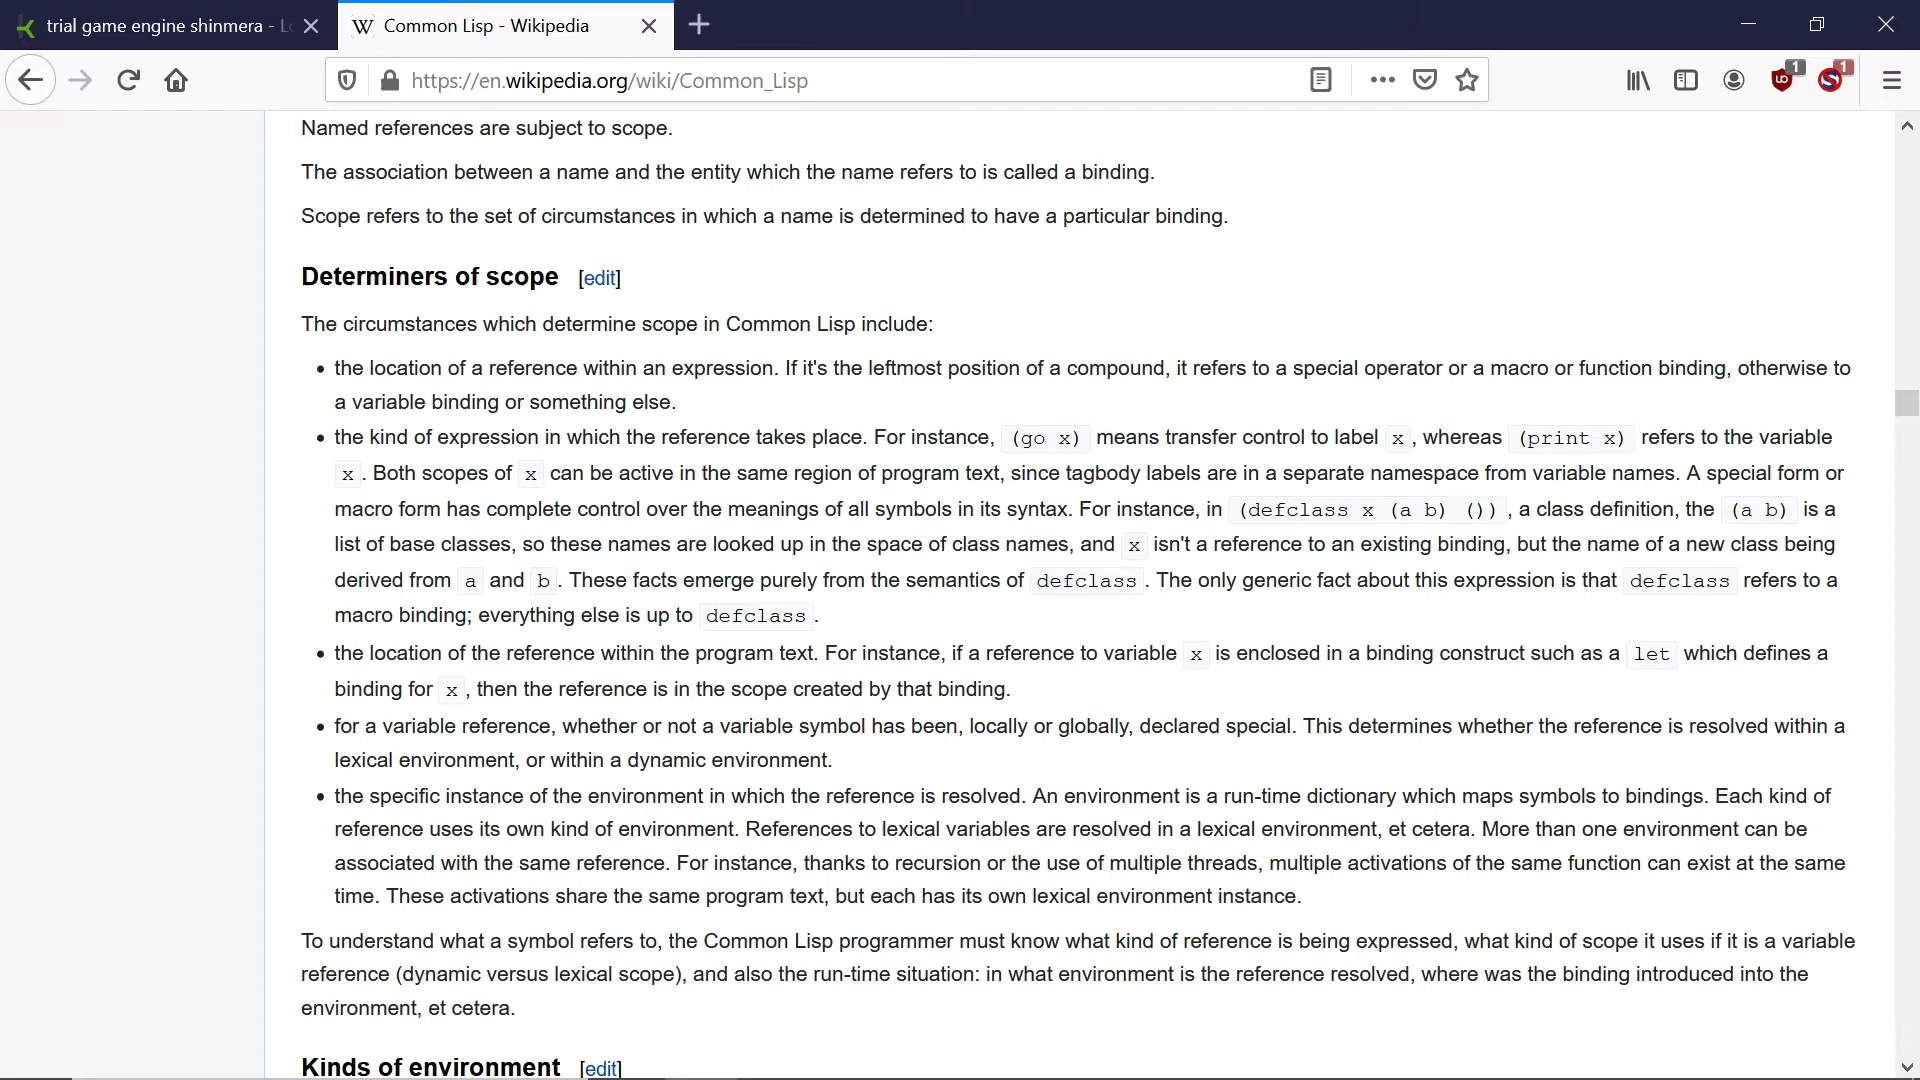 trial game engine shinmera - L
Common Lisp - Wikipedia
https://en.wikipedia.org/wiki/Common_Lisp
1
1
Named references are subject to scope.
The association between a name and the entity which the name refers to is called a binding.
Scope refers to the set of circumstances in which a name is determined to have a particular binding.
Determiners of scope [edit]
The circumstances which determine scope in Common Lisp include:
• the location of a reference within an expression. If it's the leftmost position of a compound, it refers to a special operator or a macro or function binding, otherwise to
a variable binding or something else.
• the kind of expression in which the reference takes place. For instance, (go x) means transfer control to label x, whereas (print x) refers to the variable
x. Both scopes of x can be active in the same region of program text, since tagbody labels are in a separate namespace from variable names. A special form or
macro form has complete control over the meanings of all symbols in its syntax. For instance, in (defclass x (a b) ()), a class definition, the (a b) is a
list of base classes, so these names are looked up in the space of class names, and x isn't a reference to an existing binding, but the name of a new class being
derived from a and b. These facts emerge purely from the semantics of defclass. The only generic fact about this expression is that defclass refers to a
macro binding; everything else is up to defclass.
• the location of the reference within the program text. For instance, if a reference to variable x is enclosed in a binding construct such as a let which defines a
binding for x, then the reference is in the scope created by that binding.
• for a variable reference, whether or not a variable symbol has been, locally or globally, declared special. This determines whether the reference is resolved within a
lexical environment, or within a dynamic environment.
• the specific instance of the environment in which the reference is resolved. An environment is a run-time dictionary which maps symbols to bindings. Each kind of
reference uses its own kind of environment. References to lexical variables are resolved in a lexical environment, et cetera. More than one environment can be
associated with the same reference. For instance, thanks to recursion or the use of multiple threads, multiple activations of the same function can exist at the same
time. These activations share the same program text, but each has its own lexical environment instance.
To understand what a symbol refers to, the Common Lisp programmer must know what kind of reference is being expressed, what kind of scope it uses if it is a variable
reference (dynamic versus lexical scope), and also the run-time situation: in what environment is the reference resolved, where was the binding introduced into the
environment, et cetera.
Kinds of environment [edit]